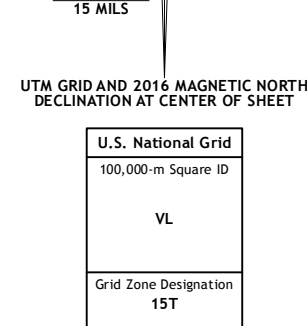 15 MILS
UTM GRID AND 2016 MAGNETIC NORTH
DECLINATION AT CENTER OF SHEET
U.S. National Grid
100,000-m Square ID
VL
Grid Zone Designation
15T